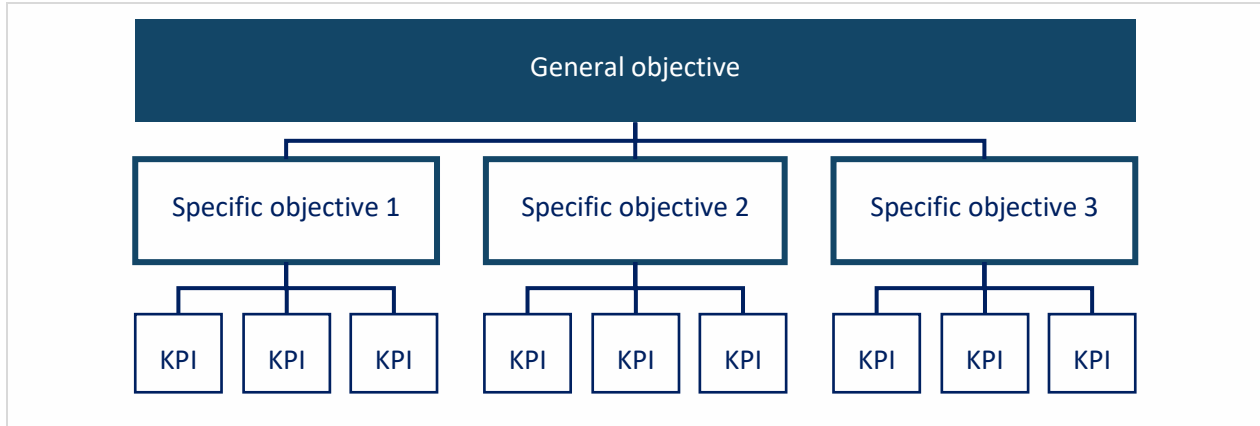 General objective
Specific objective 1
Specific objective 2
Specific objective 3
KPI
KPI
KPI
KPI
KPI
KPI
KPI
KPI
KPI